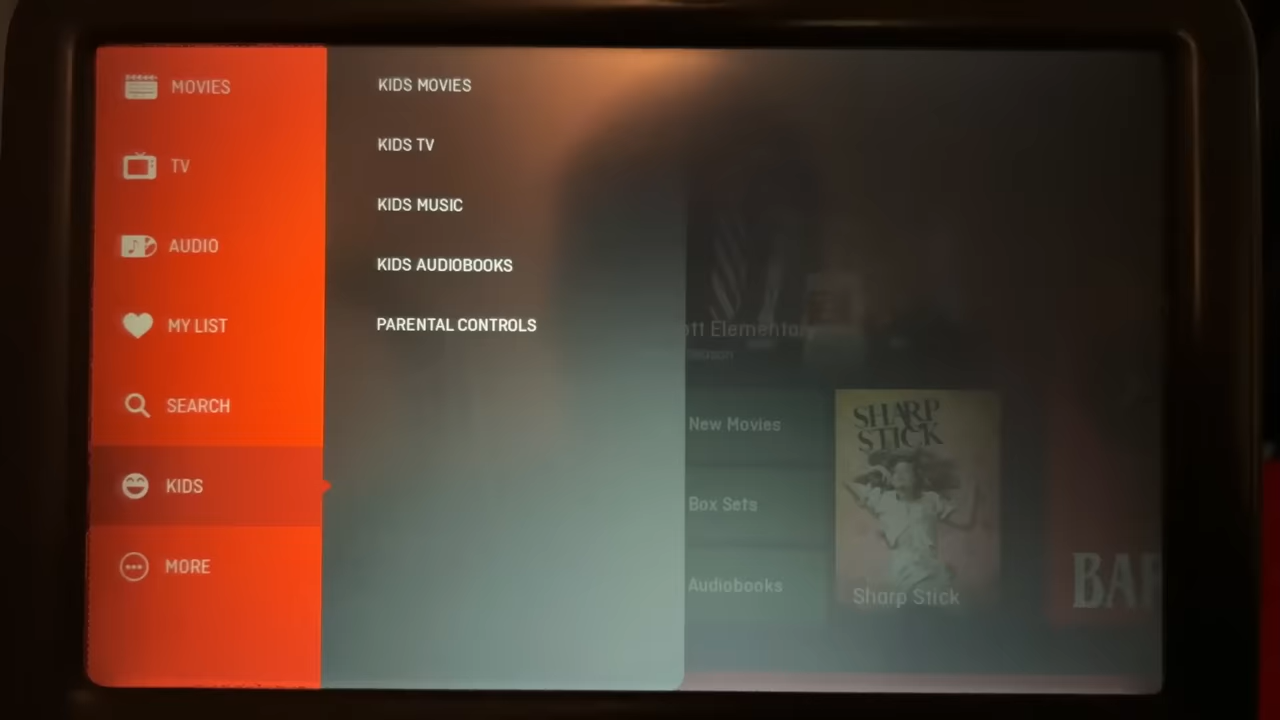 MOVIES
TV
AUDIO
MY LIST
SEARCH
KIDS
MORE
KIDS MOVIES
KIDS TV
KIDS MUSIC
KIDS AUDIOBOOKS
PARENTAL CONTROLS
Elementary
New Movies
Box Sets
Audiobooks
SHARP
STICK
Sharp Stick